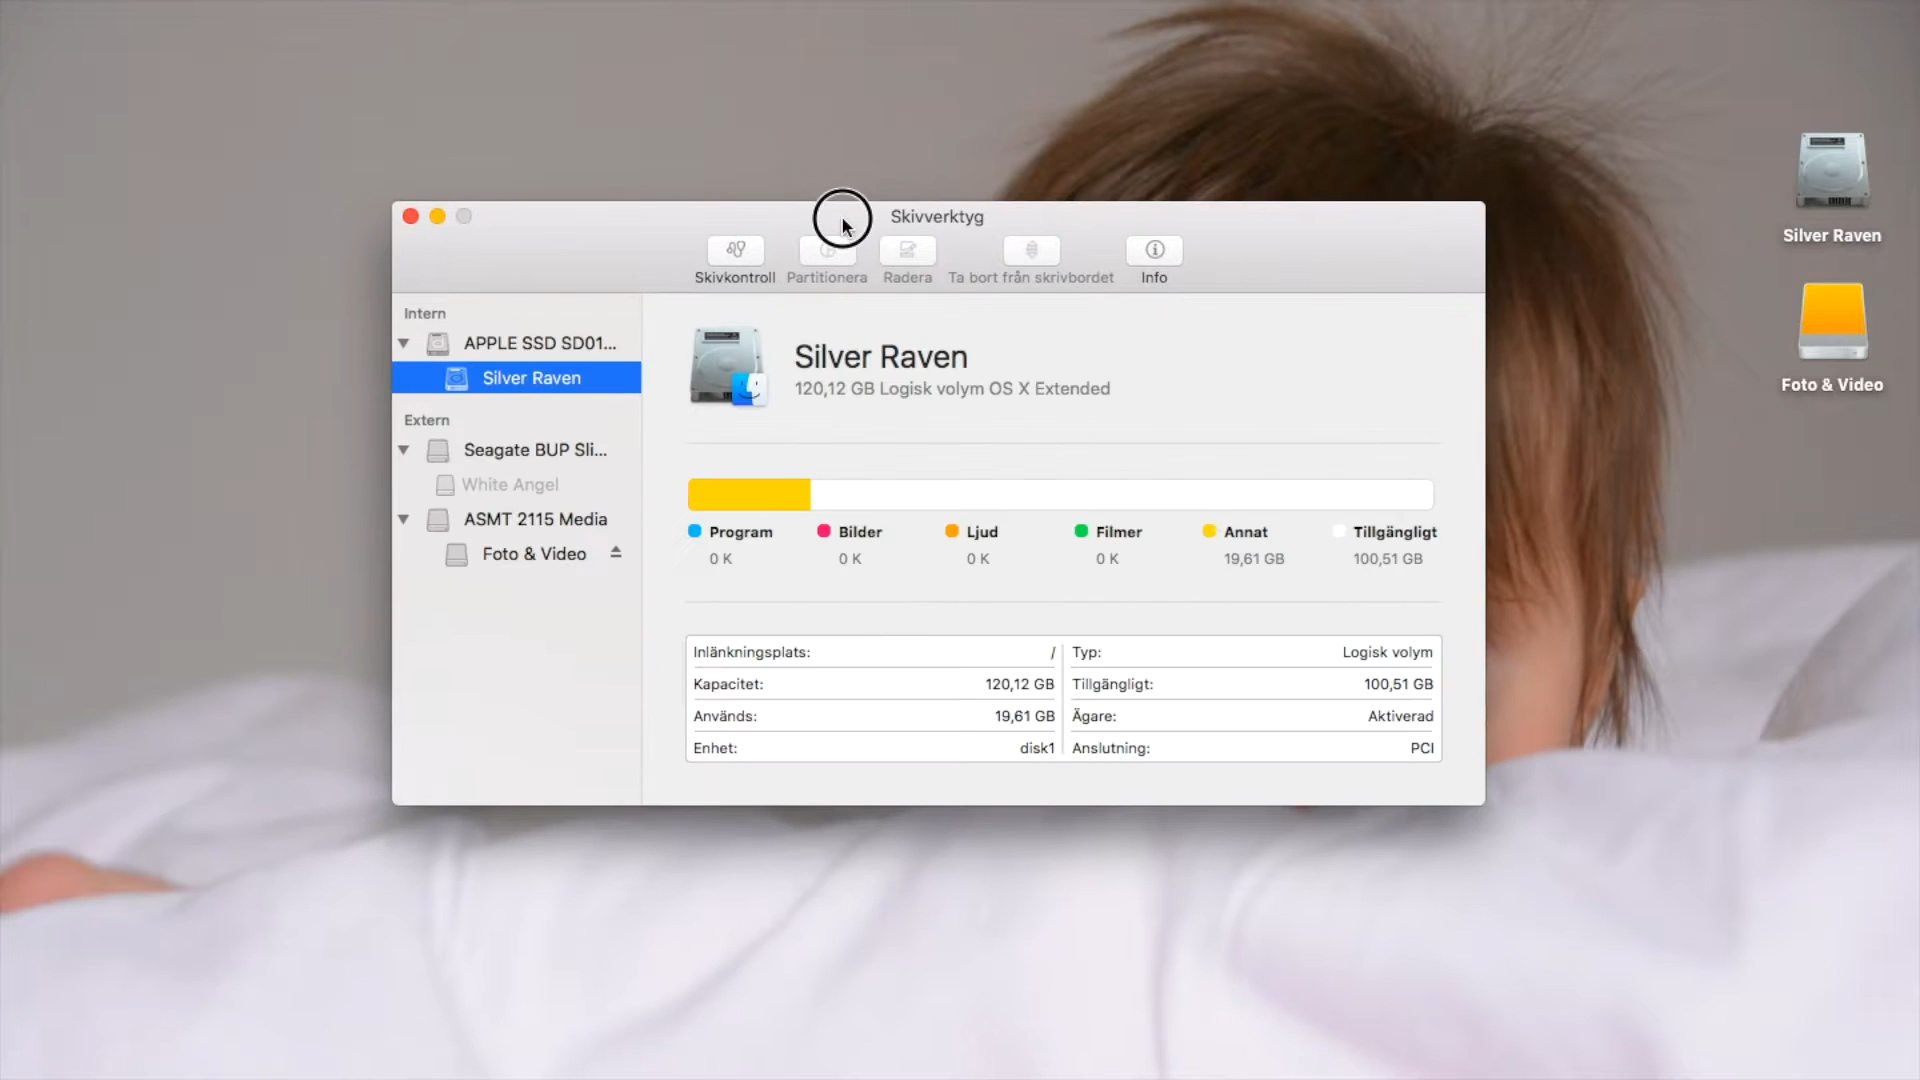 Skivverktyg
Skivkontroll
Partitionera
Radera
Ta bort från skrivbordet
Info
Intern
APPLE SSD SD01...
Silver Raven
Extern
Seagate BUP Sli...
White Angel
ASMT 2115 Media
Foto & Video
Silver Raven
120,12 GB Logisk volym OS X Extended
Program
0 K
Bilder
0 K
Ljud
0 K
Filmer
0 K
Annat
19,61 GB
Tillgängligt
100,51 GB
Inlänkningsplats: /
Kapacitet: 120,12 GB
Används: 19,61 GB
Enhet: disk1
Typ: Logisk volym
Tillgängligt: 100,51 GB
Ägare: Aktiverad
Anslutning: PCI
Silver Raven
Foto & Video